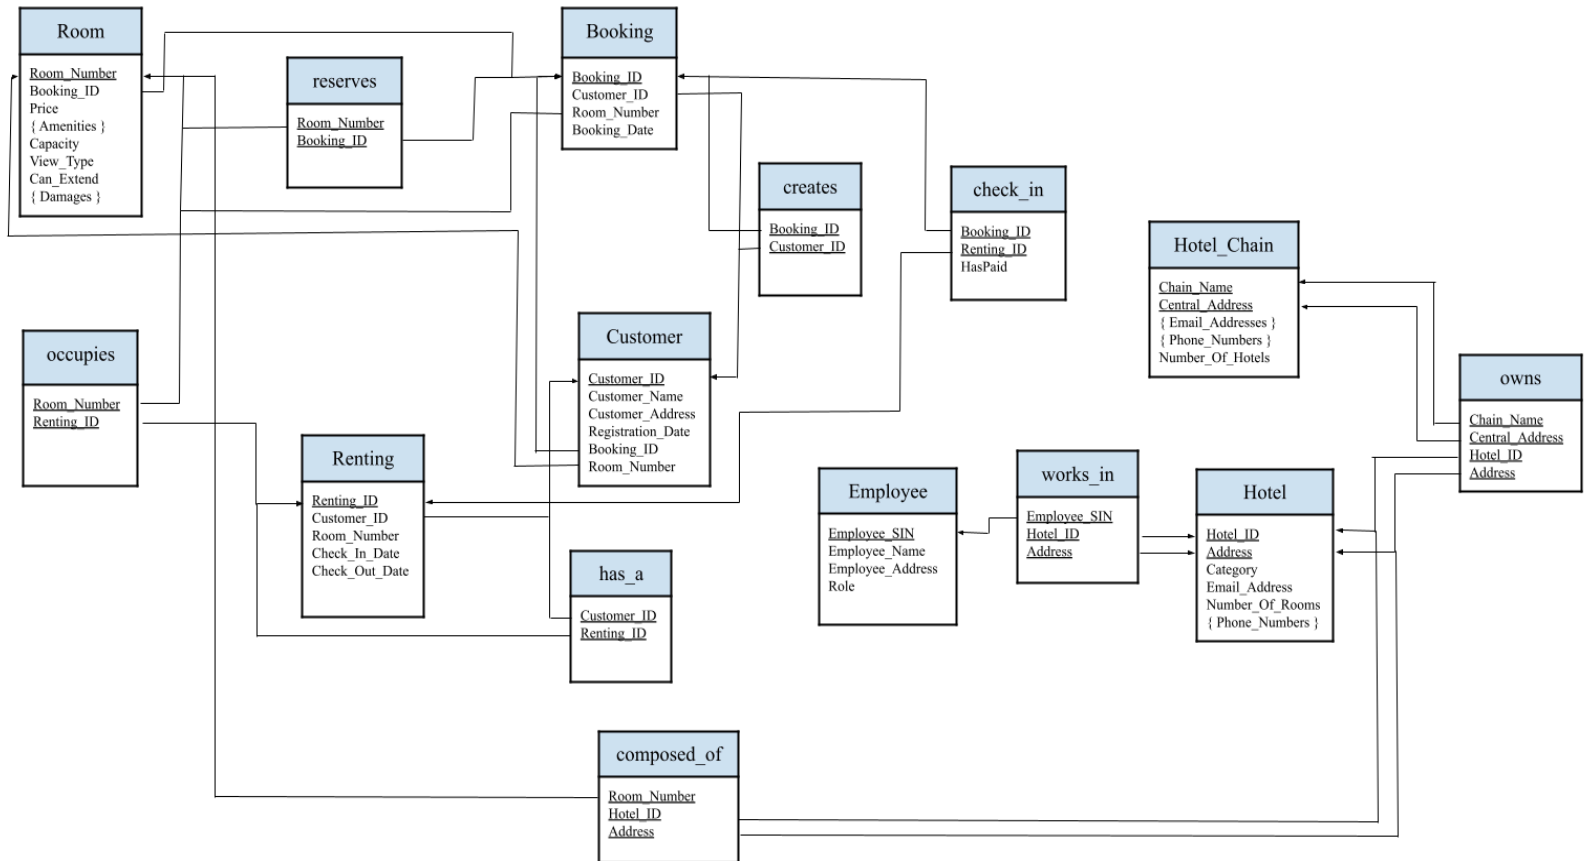 Room
Room_Number
Booking_ID
Price
{ Amenities }
Capacity
View_Type
Can_Extend
{ Damages }
reserves
Room_Number
Booking_ID
Booking
Booking_ID
Customer_ID
Room_Number
Booking_Date
creates
Booking_ID
Customer_ID
check_in
Booking_ID
Renting_ID
HasPaid
Hotel_Chain
Chain_Name
Central_Address
{ Email_Addresses }
{ Phone_Numbers }
Number_Of_Hotels
occupies
Room_Number
Renting_ID
Customer
Customer_ID
Customer_Name
Customer_Address
Registration_Date
Booking_ID
Room_Number
owns
Chain_Name
Central_Address
Hotel_ID
Address
Renting
Renting_ID
Customer_ID
Room_Number
Check_In_Date
Check_Out_Date
Employee
Employee_SIN
Employee_Name
Employee_Address
Role
works_in
Employee_SIN
Hotel_ID
Address
Hotel
Hotel_ID
Address
Category
Email_Address
Number_Of_Rooms
{ Phone_Numbers }
has_a
Customer_ID
Renting_ID
composed_of
Room_Number
Hotel_ID
Address